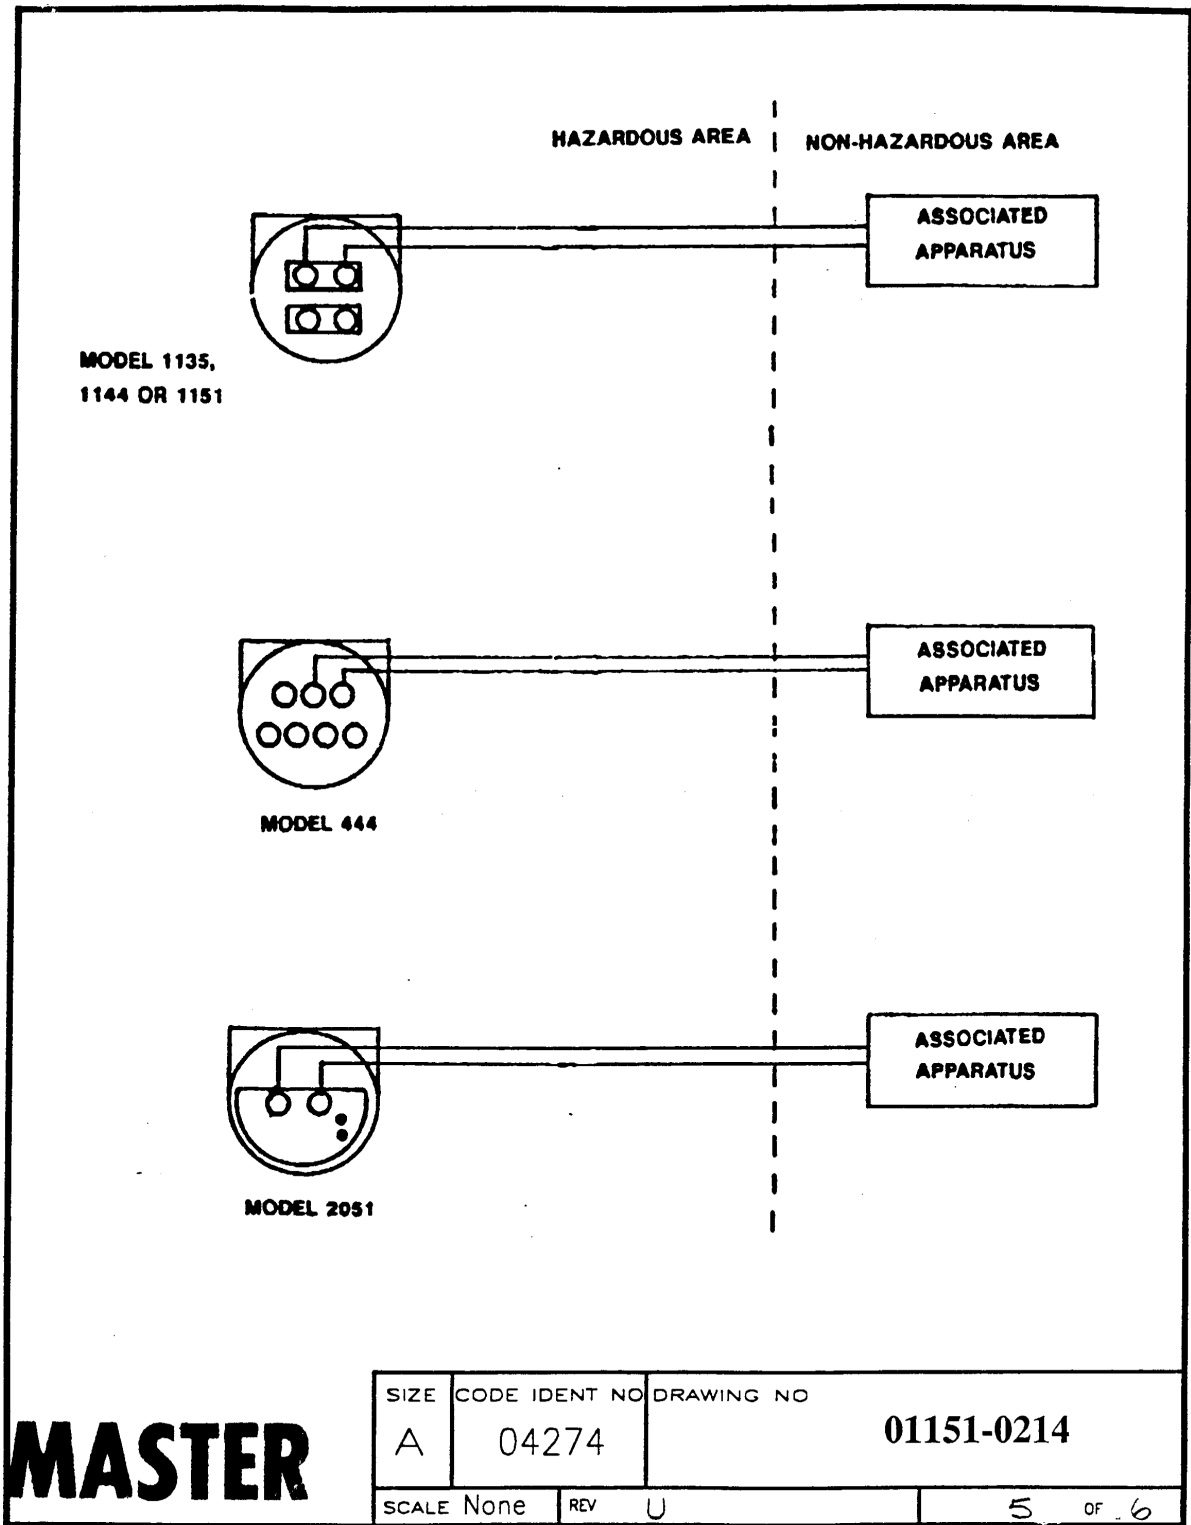 HAZARDOUS AREA
NON-HAZARDOUS AREA
ASSOCIATED
APPARATUS
MODEL 1135,
1144 OR 1151
ASSOCIATED
APPARATUS
MODEL 444
ASSOCIATED
APPARATUS
MODEL 2051
MASTER
SIZE
A
CODE IDENT NO
04274
DRAWING NO
01151-0214
SCALE None
REV U
5 OF 6